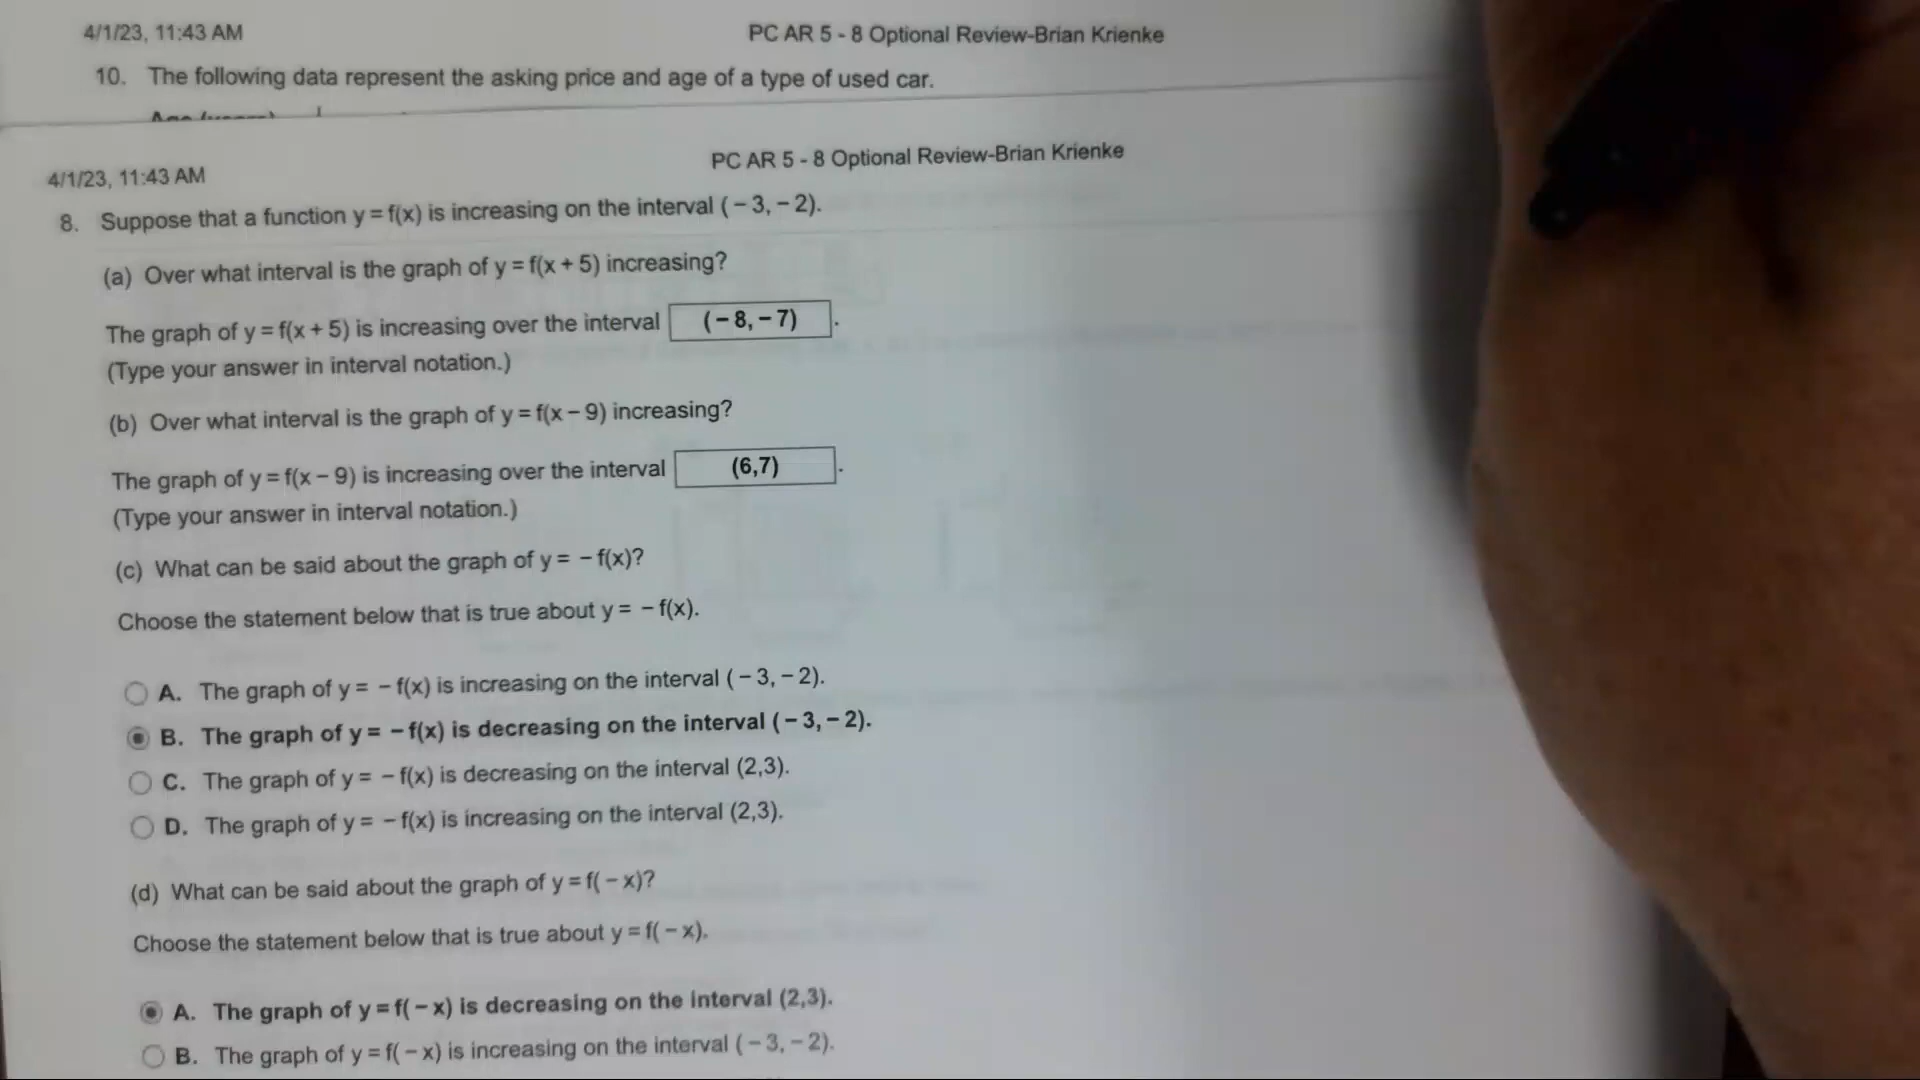 4/1/23, 11:43 AM PC AR 5 - 8 Optional Review-Brian Krienke
10. The following data represent the asking price and age of a type of used car.
4/1/23, 11:43 AM PC AR 5 - 8 Optional Review-Brian Krienke
8. Suppose that a function y = f(x) is increasing on the interval ( - 3, - 2).
(a) Over what interval is the graph of y = f(x + 5) increasing?
The graph of y = f(x + 5) is increasing over the interval ( - 8, - 7) .
(Type your answer in interval notation.)
(b) Over what interval is the graph of y = f(x - 9) increasing?
The graph of y = f(x - 9) is increasing over the interval (6,7) .
(Type your answer in interval notation.)
(c) What can be said about the graph of y = - f(x)?
Choose the statement below that is true about y = - f(x).
A. The graph of y = - f(x) is increasing on the interval ( - 3, - 2).
B. The graph of y = - f(x) is decreasing on the interval ( - 3, - 2).
C. The graph of y = - f(x) is decreasing on the interval (2,3).
D. The graph of y = - f(x) is increasing on the interval (2,3).
(d) What can be said about the graph of y = f( - x)?
Choose the statement below that is true about y = f( - x).
A. The graph of y = f( - x) is decreasing on the interval (2,3).
B. The graph of y = f( - x) is increasing on the interval ( - 3, - 2).